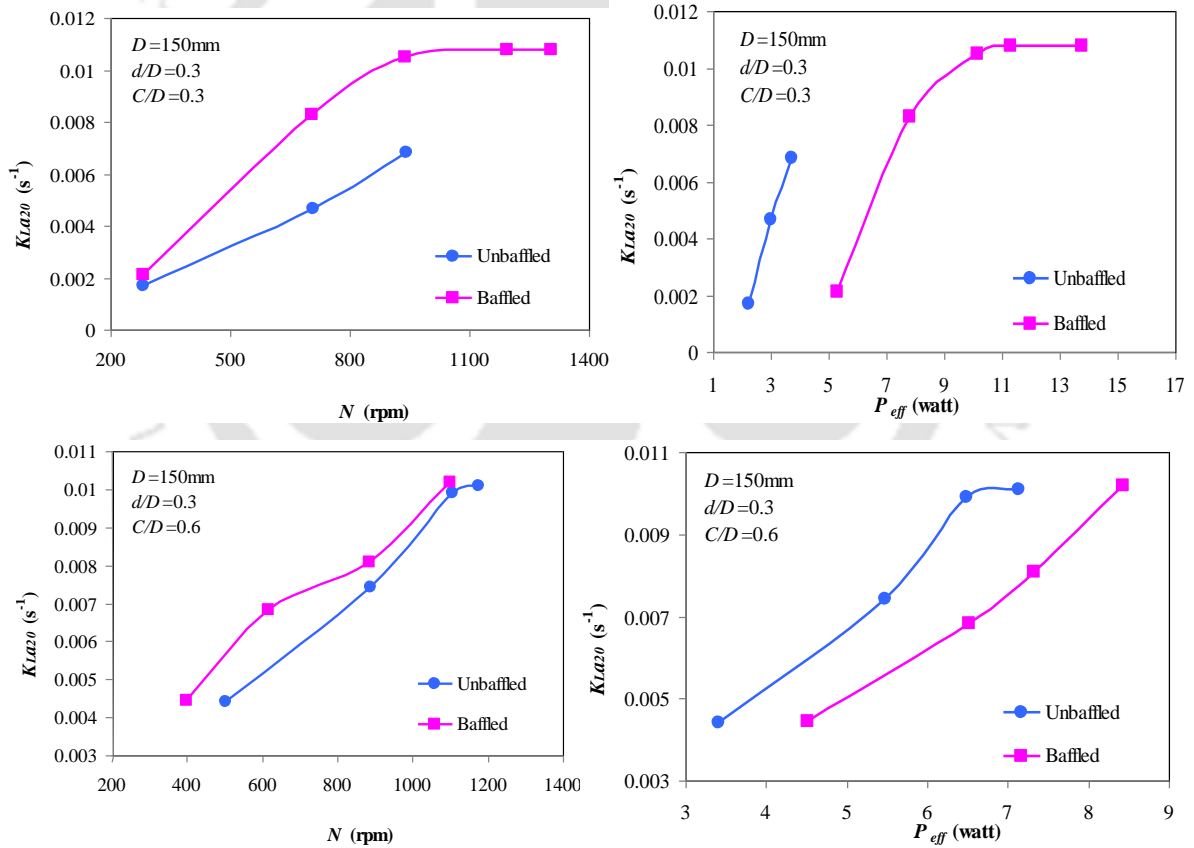 0.012
0.01
0.008
0.006
0.004
0.002
0
K_La20 (s^-1)
D=150mm
d/D=0.3
C/D=0.3
Unbaffled
Baffled
200 500 800 1100 1400
N (rpm)
0.012
0.01
0.008
0.006
0.004
0.002
0
K_La20 (s^-1)
D=150mm
d/D=0.3
C/D=0.3
Unbaffled
Baffled
1 3 5 7 9 11 13 15 17
P_eff (watt)
0.011
0.01
0.009
0.008
0.007
0.006
0.005
0.004
0.003
K_La20 (s^-1)
D=150mm
d/D=0.3
C/D=0.6
Unbaffled
Baffled
200 400 600 800 1000 1200 1400
N (rpm)
0.011
0.009
0.007
0.005
0.003
K_La20 (s^-1)
D=150mm
d/D=0.3
C/D=0.6
Unbaffled
Baffled
3 4 5 6 7 8 9
P_eff (watt)